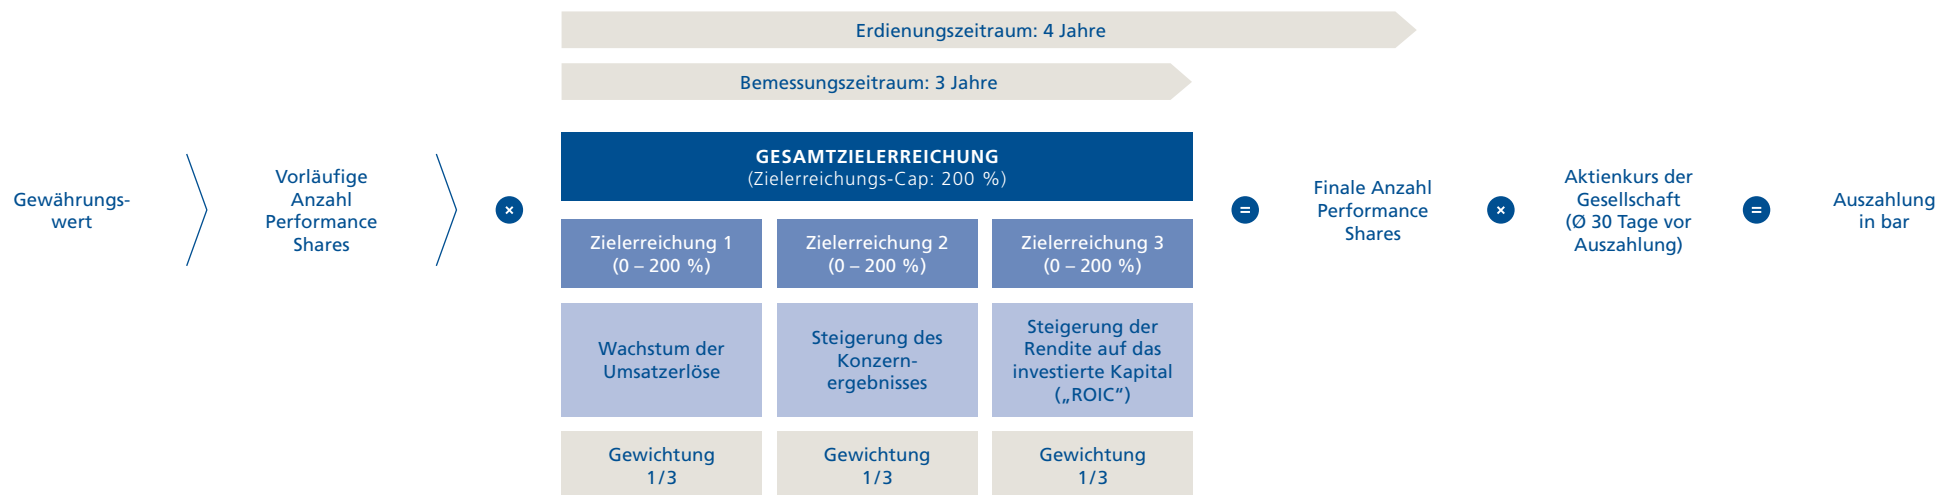 Erdienungszeitraum: 4 Jahre
Bemessungszeitraum: 3 Jahre
Gewährungs-
wert
Vorläufige
Anzahl
Performance
Shares
×
GESAMTZIELERREICHUNG
(Zielerreichungs-Cap: 200 %)
Zielerreichung 1
(0 – 200 %)
Zielerreichung 2
(0 – 200 %)
Zielerreichung 3
(0 – 200 %)
Wachstum der
Umsatzerlöse
Steigerung des
Konzern-
ergebnisses
Steigerung der
Rendite auf das
investierte Kapital
(„ROIC“)
Gewichtung
1/3
Gewichtung
1/3
Gewichtung
1/3
=
Finale Anzahl
Performance
Shares
×
Aktienkurs der
Gesellschaft
(Ø 30 Tage vor
Auszahlung)
=
Auszahlung
in bar